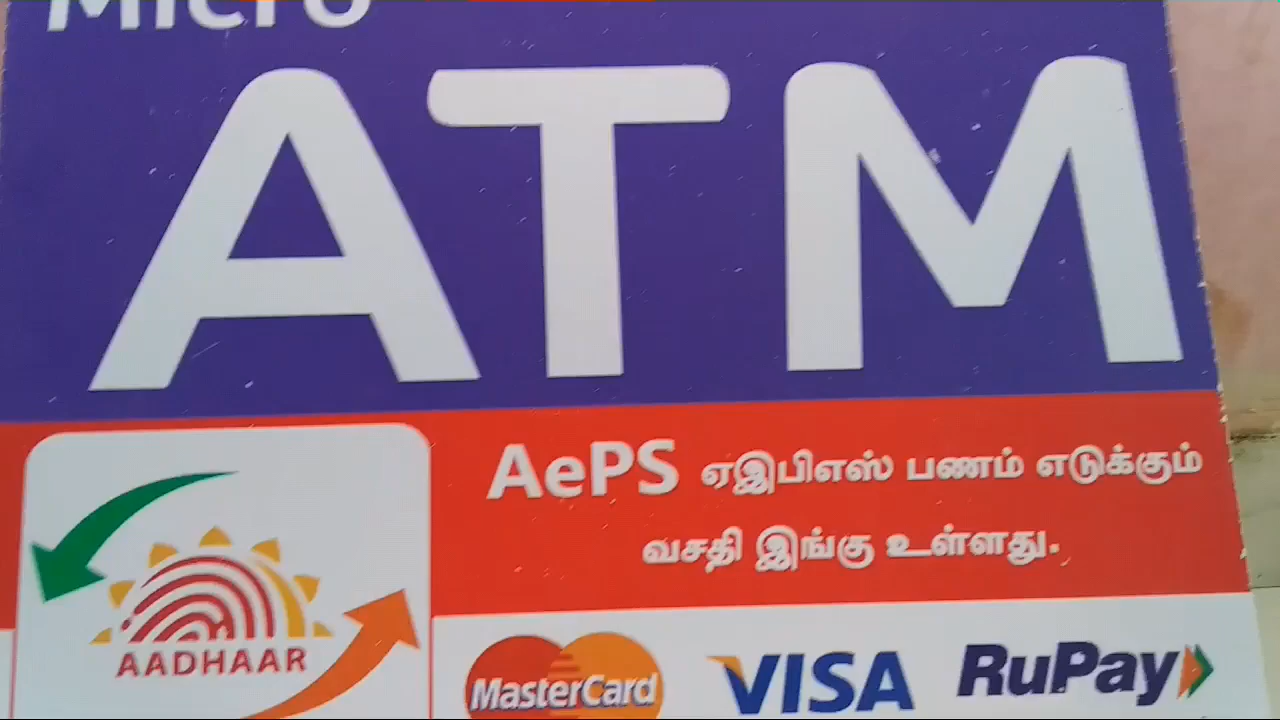 Micro
ATM
AePS ஏஇபிஎஸ் பணம் எடுக்கும்
வசதி இங்கு உள்ளது.
AADHAAR
MasterCard VISA RuPay